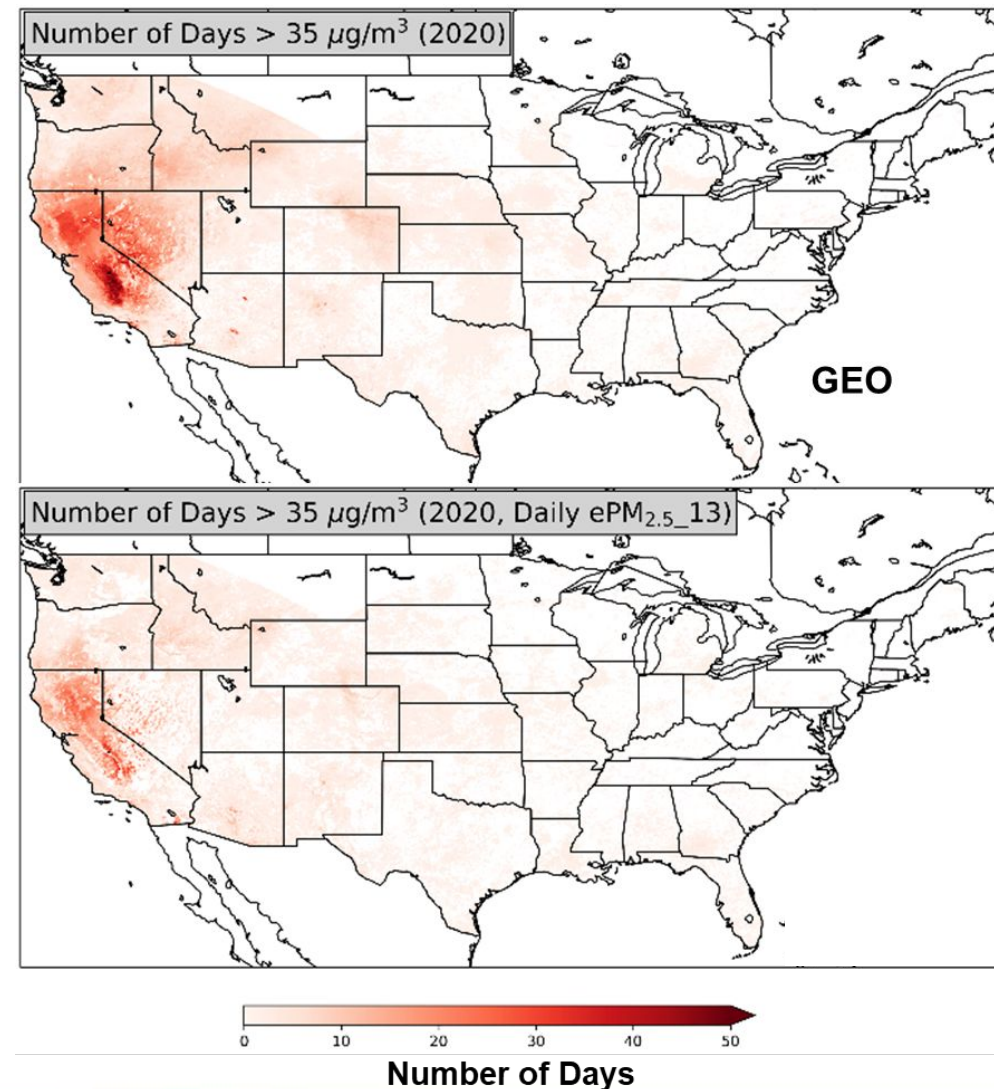 Number of Days > 35 μg/m³ (2020)
GEO
Number of Days > 35 μg/m³ (2020, Daily ePM₂.₅_13)
0 10 20 30 40 50
Number of Days